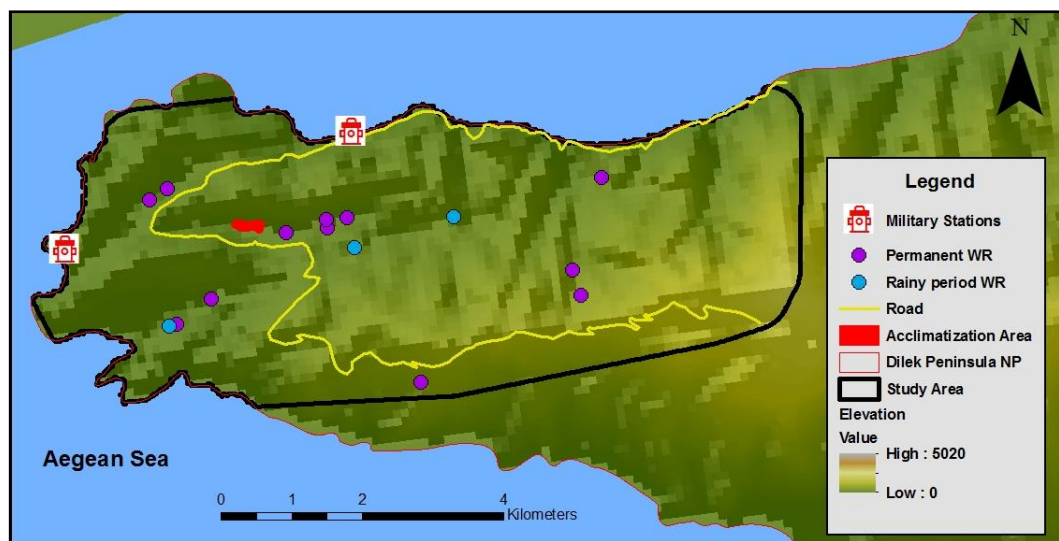 N
Legend
Military Stations
Permanent WR
Rainy period WR
Road
Acclimatization Area
Dilek Peninsula NP
Study Area
Elevation
Value
High : 5020
Low : 0
Aegean Sea
0 1 2 4
Kilometers